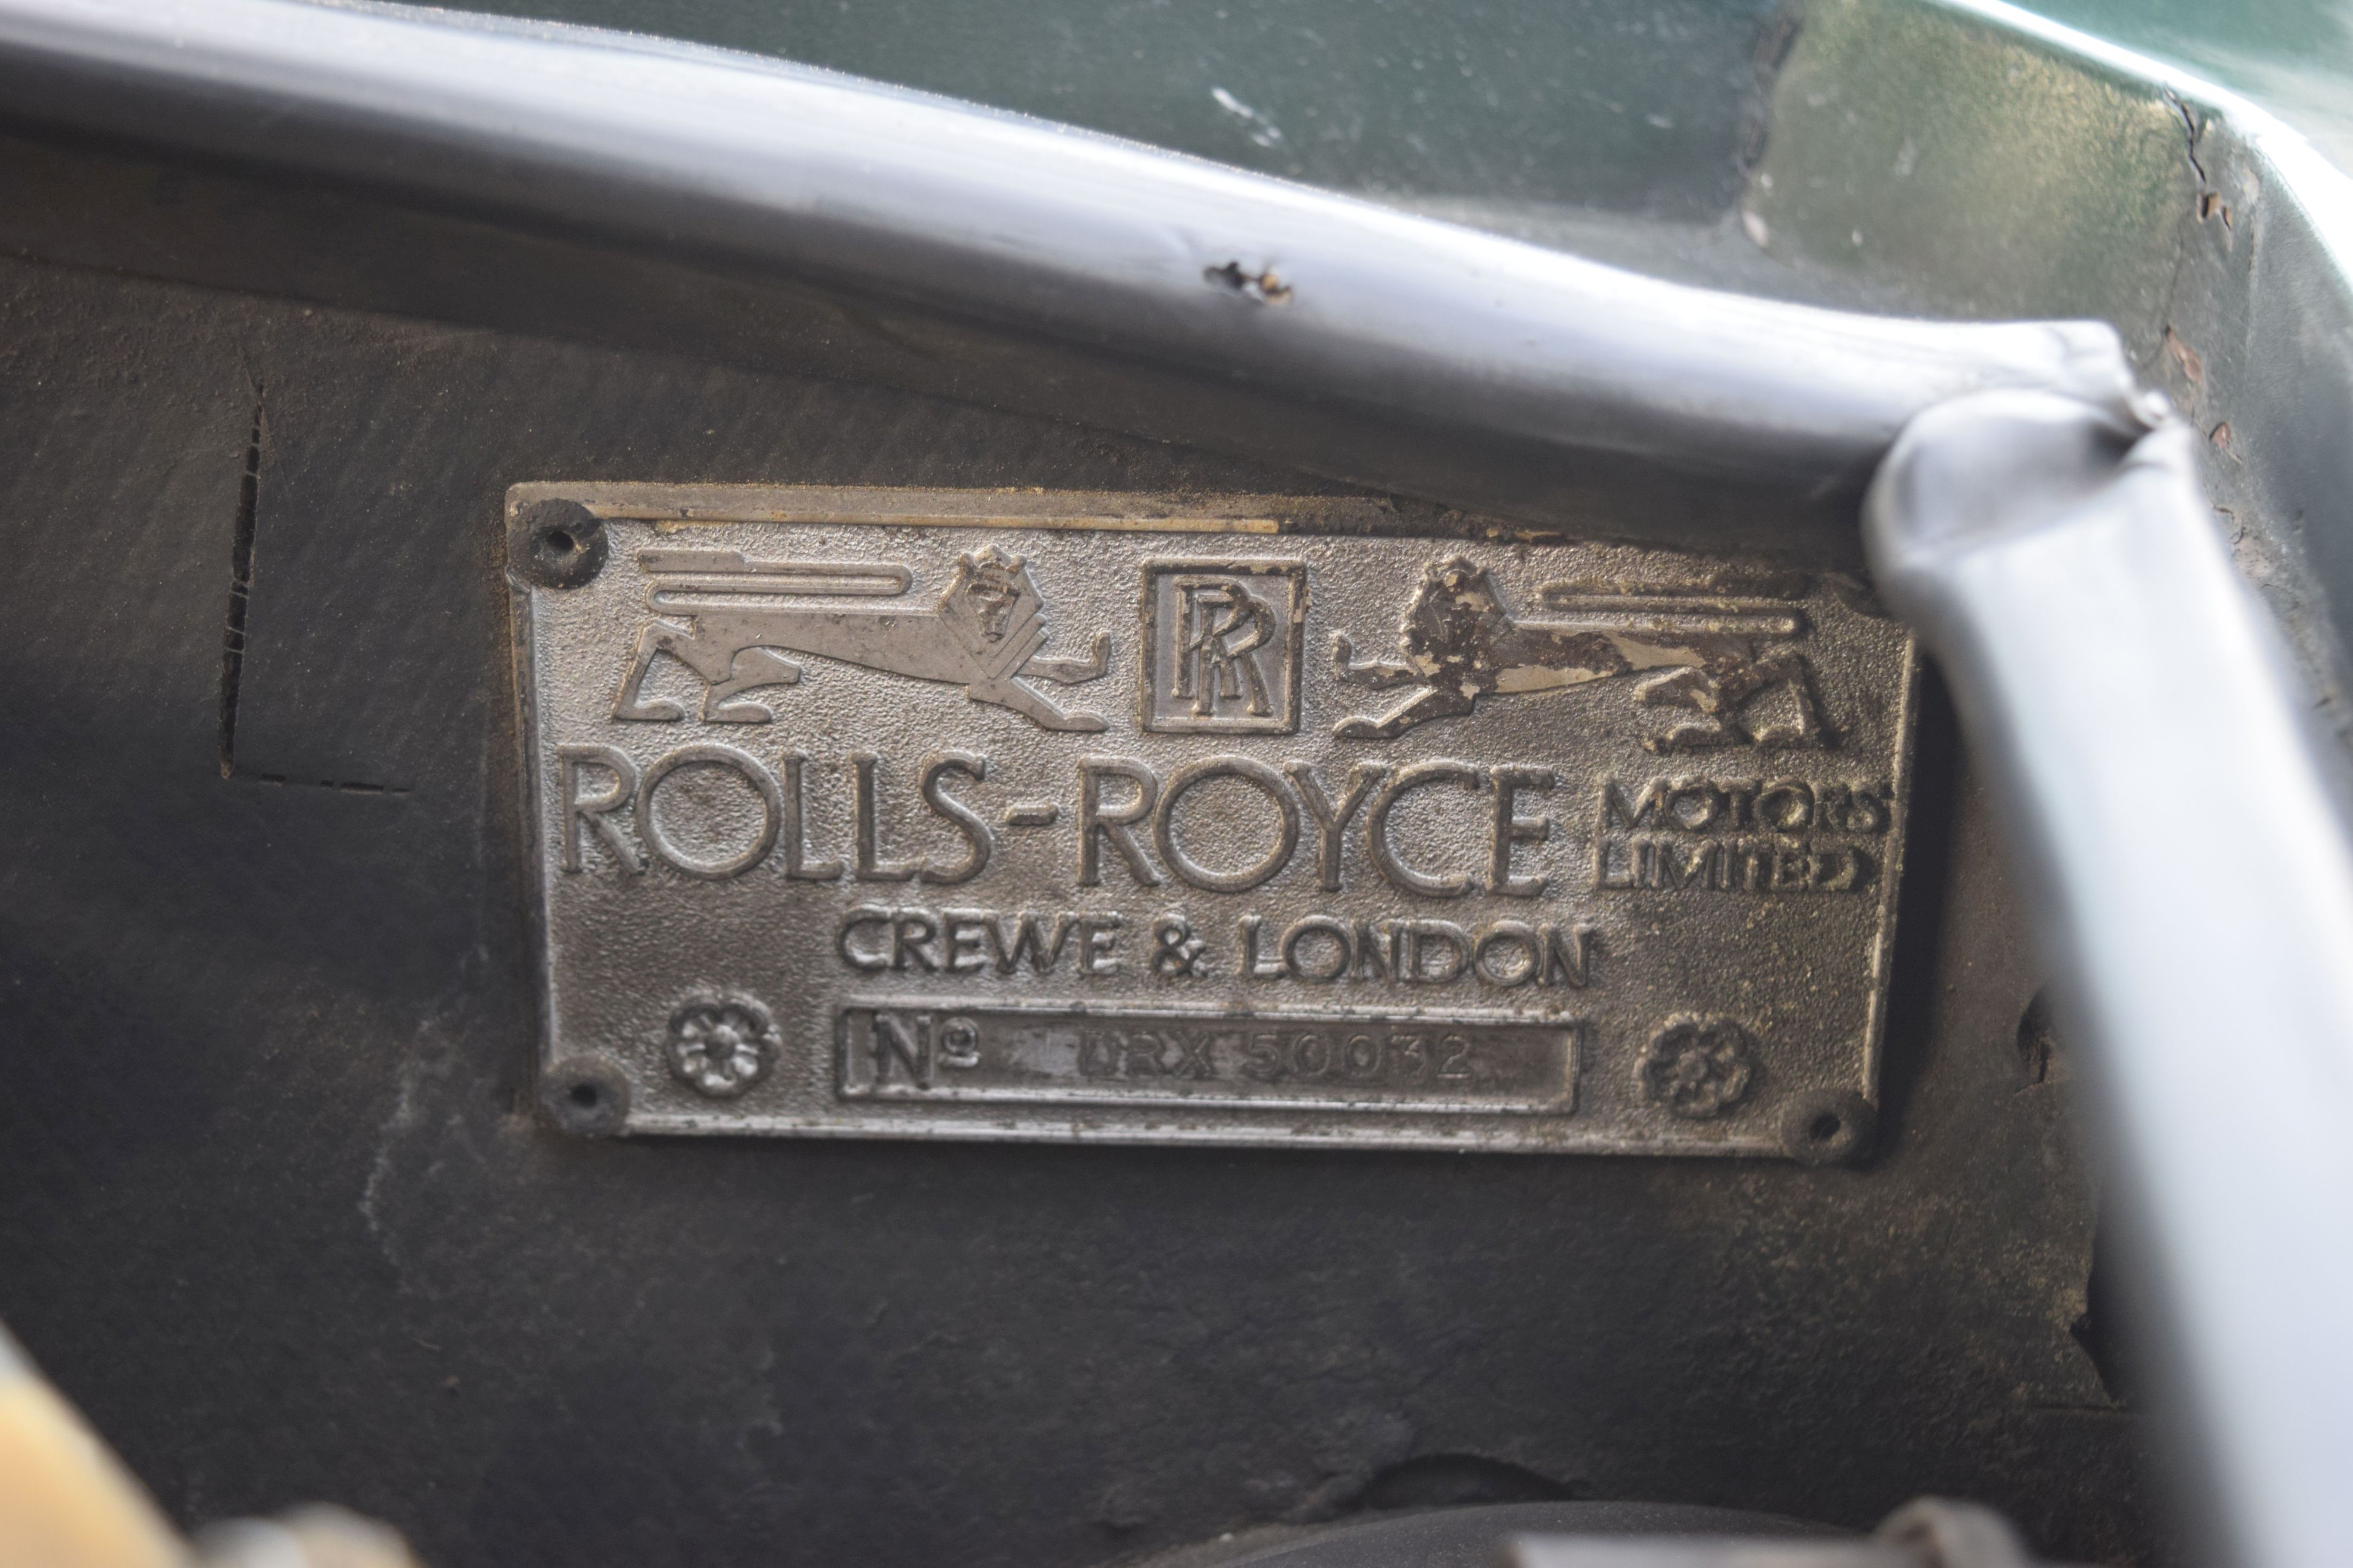 RR
ROLLS-ROYCE MOTORS LIMITED
CREWE & LONDON
Nº DRX 50032